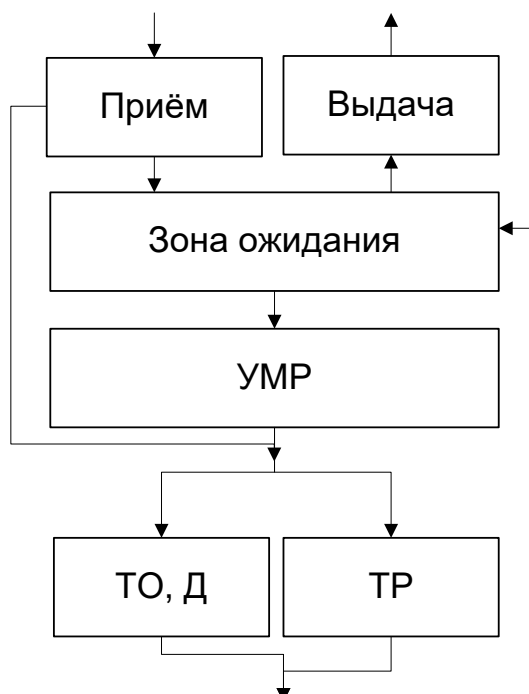 Приём
Выдача
Зона ожидания
УМР
ТО, Д
ТР